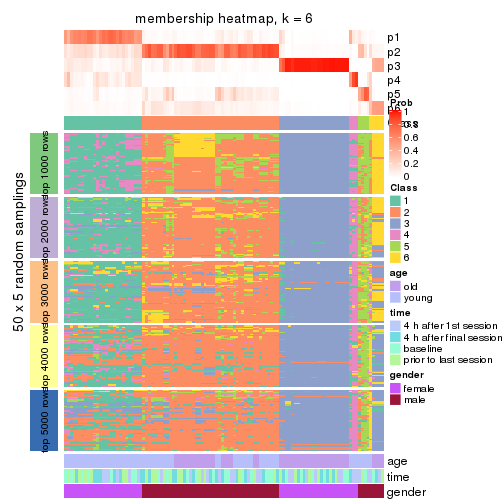 membership heatmap, k = 6
p1
p2
p3
p4
p5
p6
Prob
1
0.8
0.6
0.4
0.2
0
Class
1
2
3
4
5
6
age
old
young
time
4 h after 1st session
4 h after final session
baseline
prior to last session
gender
female
male
50 x 5 random samplings
top 1000 rows
top 2000 rows
top 3000 rows
top 4000 rows
top 5000 rows
age
time
gender